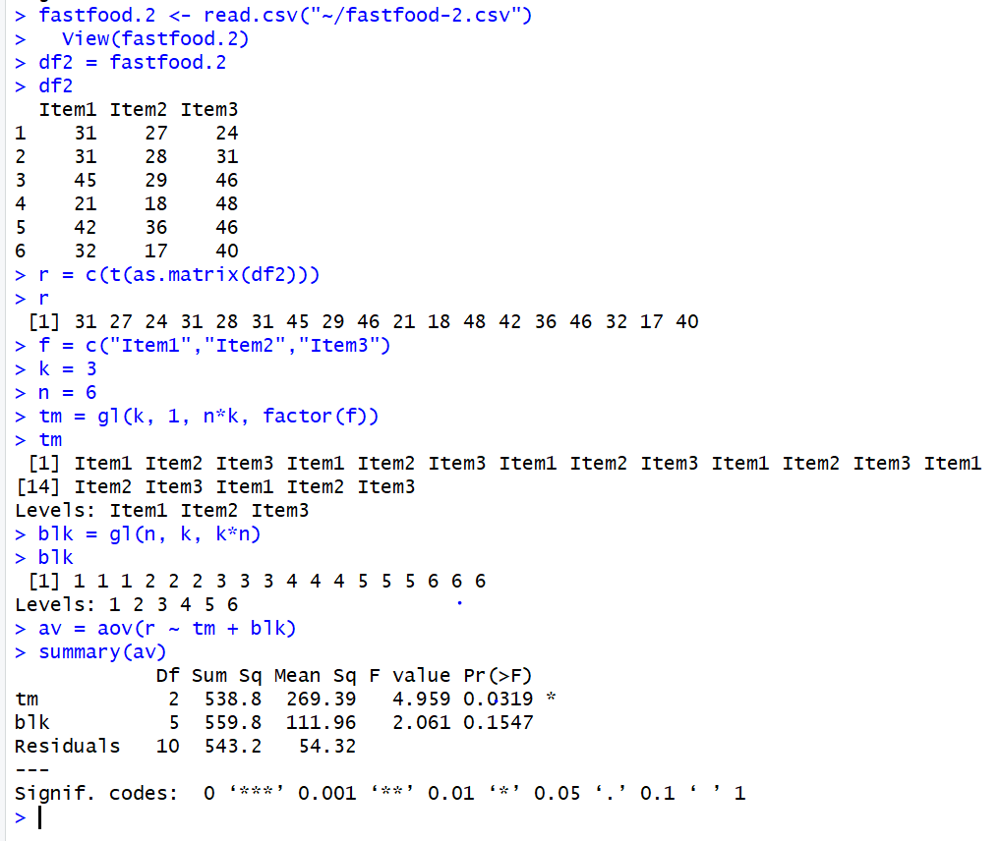 > fastfood.2 <- read.csv("~/fastfood-2.csv")
>   View(fastfood.2)
> df2 = fastfood.2
> df2
  Item1 Item2 Item3
1    31    27    24
2    31    28    31
3    45    29    46
4    21    18    48
5    42    36    46
6    32    17    40
> r = c(t(as.matrix(df2)))
> r
 [1] 31 27 24 31 28 31 45 29 46 21 18 48 42 36 46 32 17 40
> f = c("Item1","Item2","Item3")
> k = 3
> n = 6
> tm = gl(k, 1, n*k, factor(f))
> tm
 [1] Item1 Item2 Item3 Item1 Item2 Item3 Item1 Item2 Item3 Item1 Item2 Item3 Item1
[14] Item2 Item3 Item1 Item2 Item3
Levels: Item1 Item2 Item3
> blk = gl(n, k, k*n)
> blk
 [1] 1 1 1 2 2 2 3 3 3 4 4 4 5 5 5 6 6 6
Levels: 1 2 3 4 5 6
> av = aov(r ~ tm + blk)
> summary(av)
            Df Sum Sq Mean Sq F value Pr(>F)
tm           2  538.8  269.39   4.959 0.0319 *
blk          5  559.8  111.96   2.061 0.1547
Residuals   10  543.2   54.32
---
Signif. codes:  0 ‘***’ 0.001 ‘**’ 0.01 ‘*’ 0.05 ‘.’ 0.1 ‘ ’ 1
>